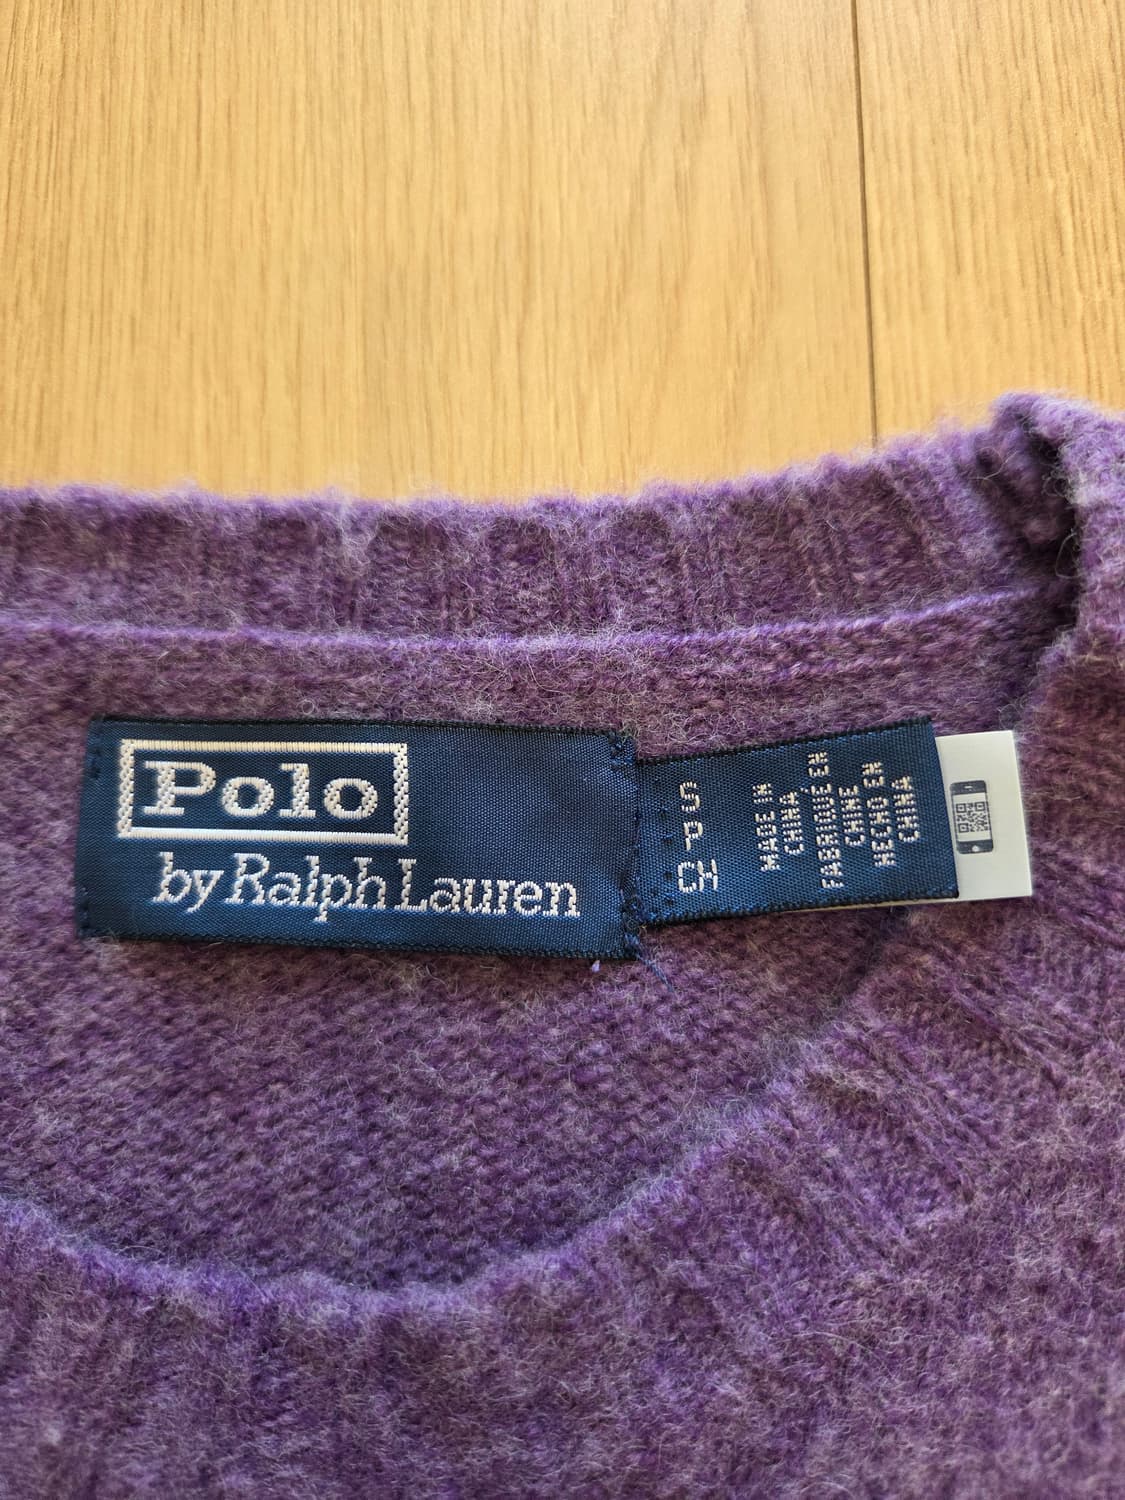 Polo
by Ralph Lauren
S
P
CH
MADE IN
CHINA
FABRIQUÉ EN
CHINE
HECHO EN
CHINA